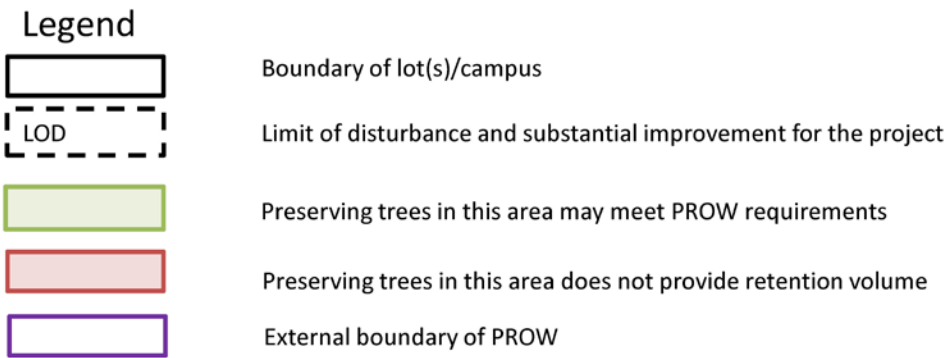 Legend
Boundary of lot(s)/campus
LOD
Limit of disturbance and substantial improvement for the project
Preserving trees in this area may meet PROW requirements
Preserving trees in this area does not provide retention volume
External boundary of PROW